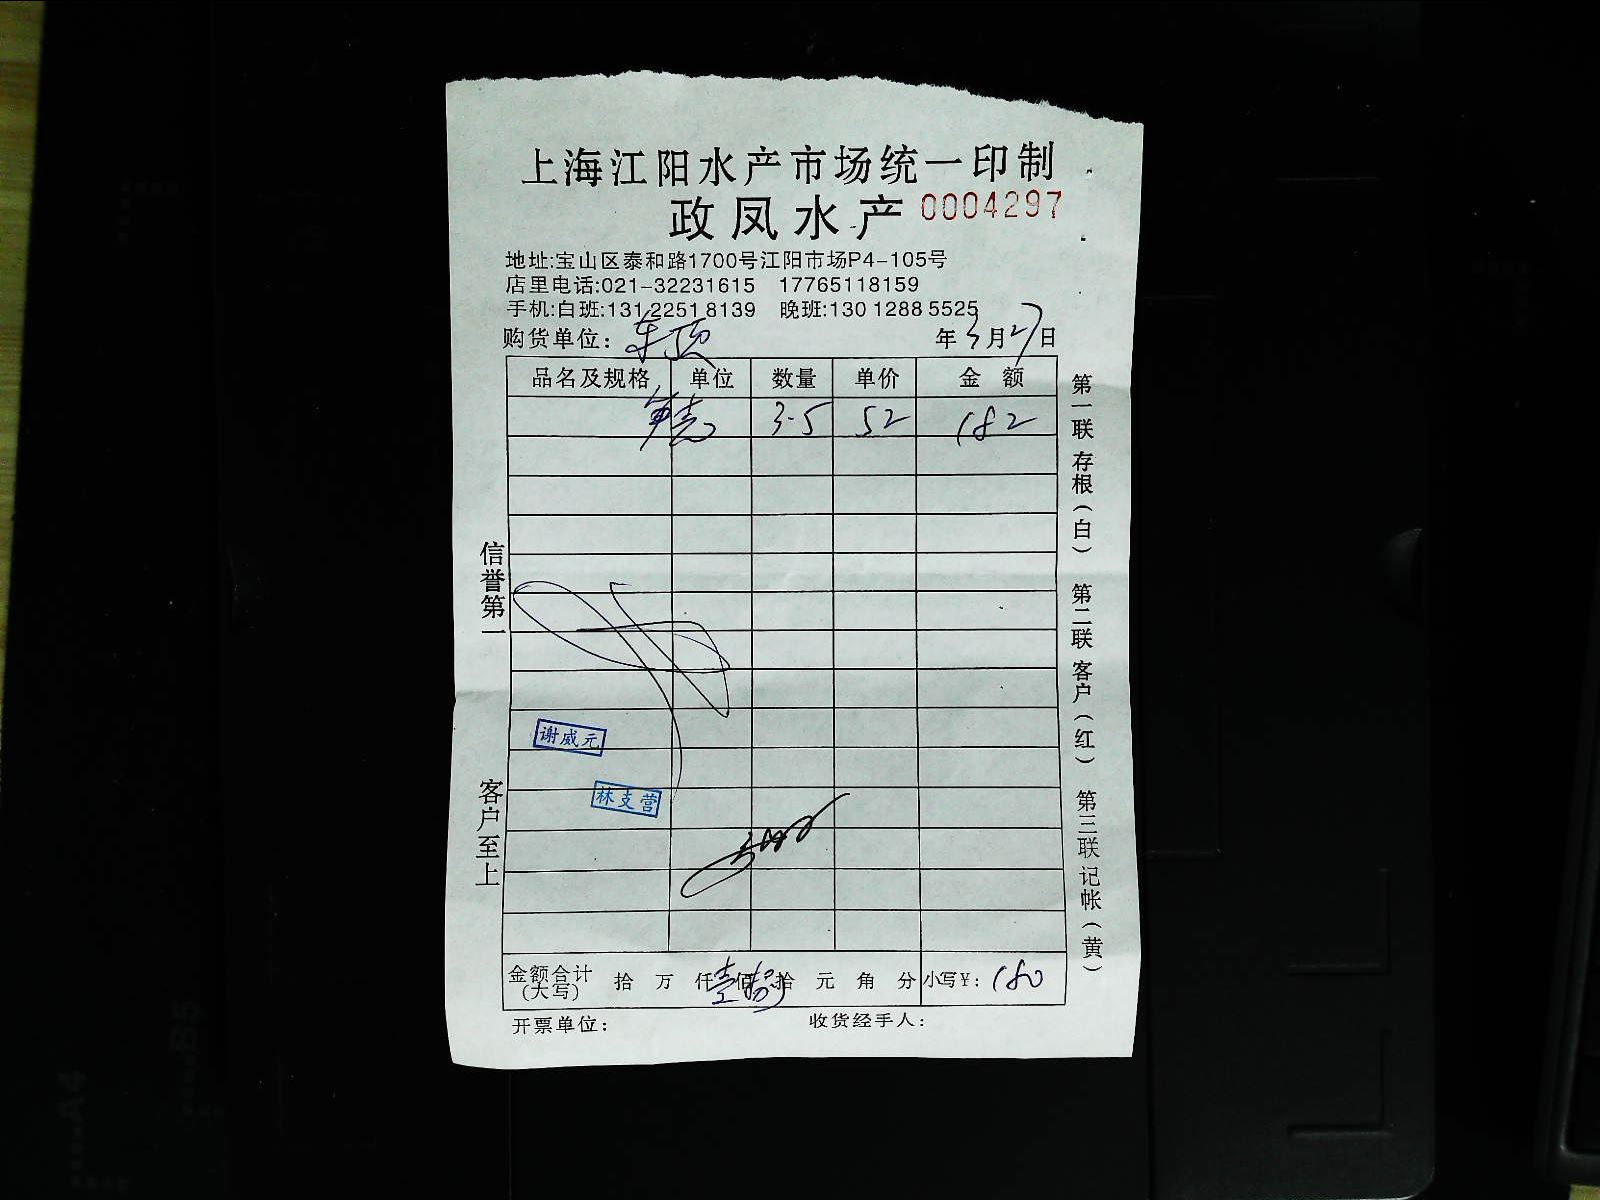 上海江阳水产市场统一印制
政凤水产 0004297
地址:宝山区泰和路1700号江阳市场P4-105号
店里电话:021-32231615 17765118159
手机:白班:131 2251 8139 晚班:130 1288 5525
购货单位: 年3月27日
品名及规格 单位 数量 单价 金额
3.5 52 182
谢威元
林支营
金额合计(大写) 拾 万 仟 佰 拾 元 角 分 小写¥: 180
开票单位: 收货经手人:
信誉第一
客户至上
第一联存根(白) 第二联客户(红) 第三联记帐(黄)